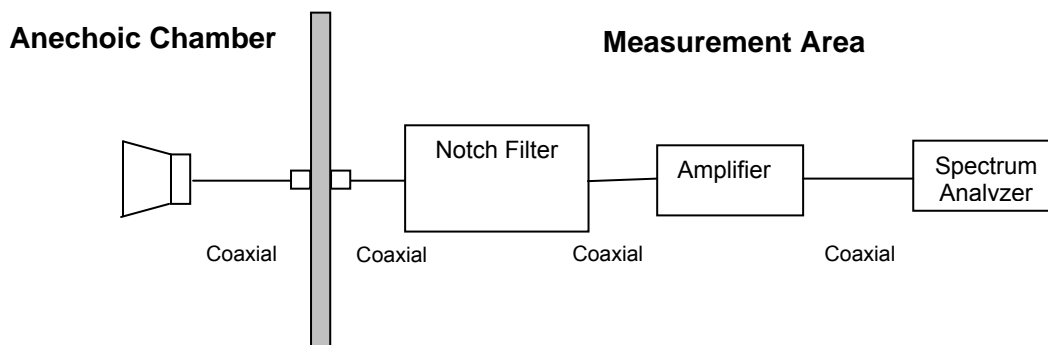 Anechoic Chamber
Measurement Area
Notch Filter
Amplifier
Spectrum
Analyzer
Coaxial
Coaxial
Coaxial
Coaxial